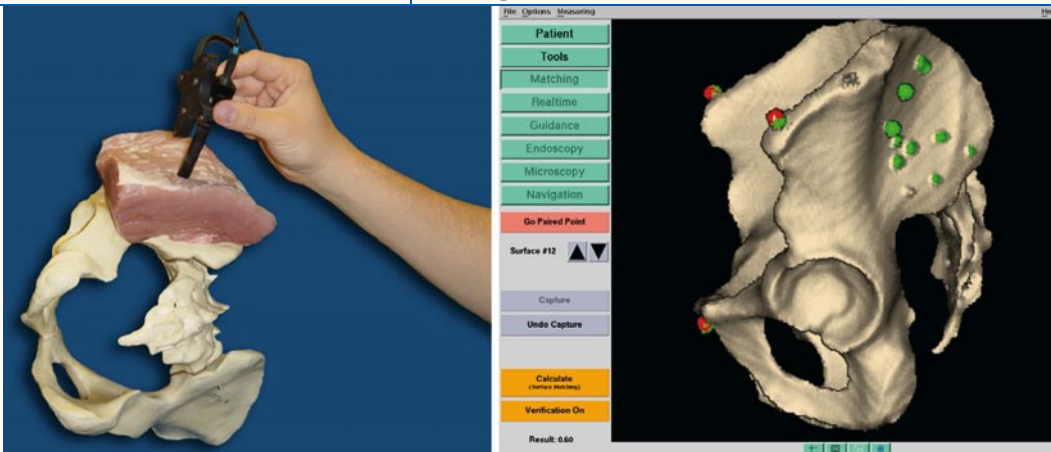 File Options Measuring
He
Patient
Tools
Matching
Realtime
Guidance
Endoscopy
Microscopy
Navigation
Go Paired Point
Surface #12
Capture
Undo Capture
Calculate
(Surface Matching)
Verification On
Result: 0.60